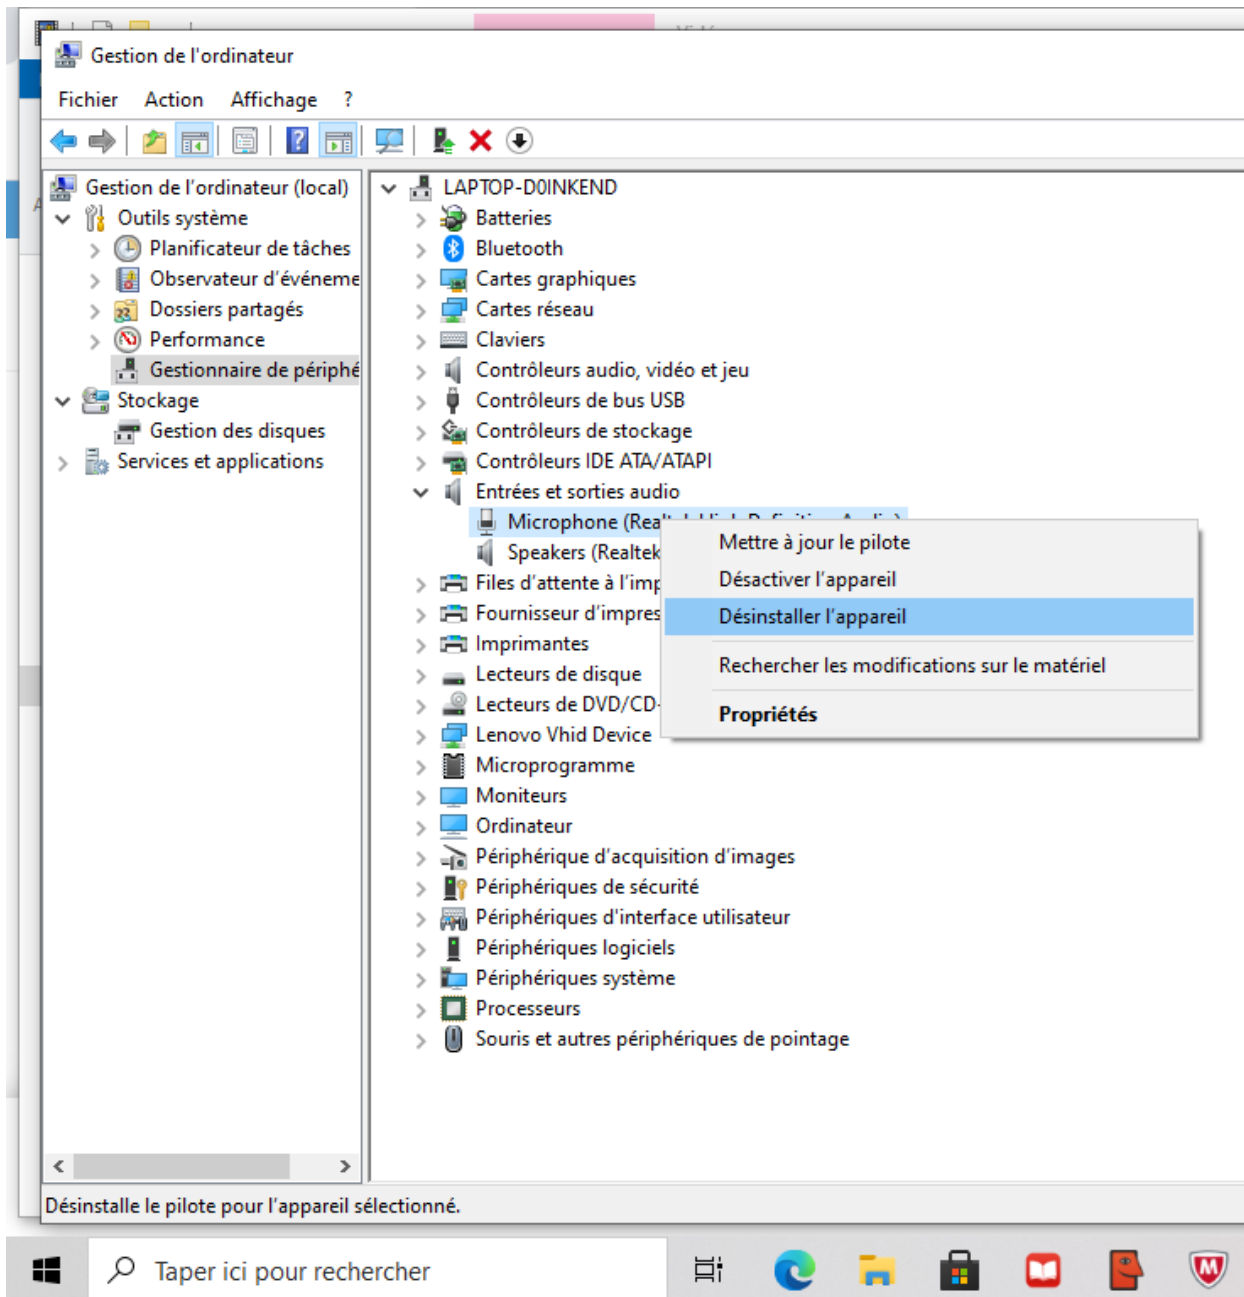 Gestion de l'ordinateur
Fichier Action Affichage ?
Gestion de l'ordinateur (local)
Outils système
Planificateur de tâches
Observateur d'événeme
Dossiers partagés
Performance
Gestionnaire de périphé
Stockage
Gestion des disques
Services et applications
LAPTOP-D0INKEND
Batteries
Bluetooth
Cartes graphiques
Cartes réseau
Claviers
Contrôleurs audio, vidéo et jeu
Contrôleurs de bus USB
Contrôleurs de stockage
Contrôleurs IDE ATA/ATAPI
Entrées et sorties audio
Microphone (Realtek High Definition Audio)
Speakers (Realtek
Files d'attente à l'imp
Fournisseur d'impres
Imprimantes
Lecteurs de disque
Lecteurs de DVD/CD-
Lenovo Vhid Device
Microprogramme
Moniteurs
Ordinateur
Périphérique d'acquisition d'images
Périphériques de sécurité
Périphériques d'interface utilisateur
Périphériques logiciels
Périphériques système
Processeurs
Souris et autres périphériques de pointage
Mettre à jour le pilote
Désactiver l'appareil
Désinstaller l'appareil
Rechercher les modifications sur le matériel
Propriétés
Désinstalle le pilote pour l'appareil sélectionné.
Taper ici pour rechercher